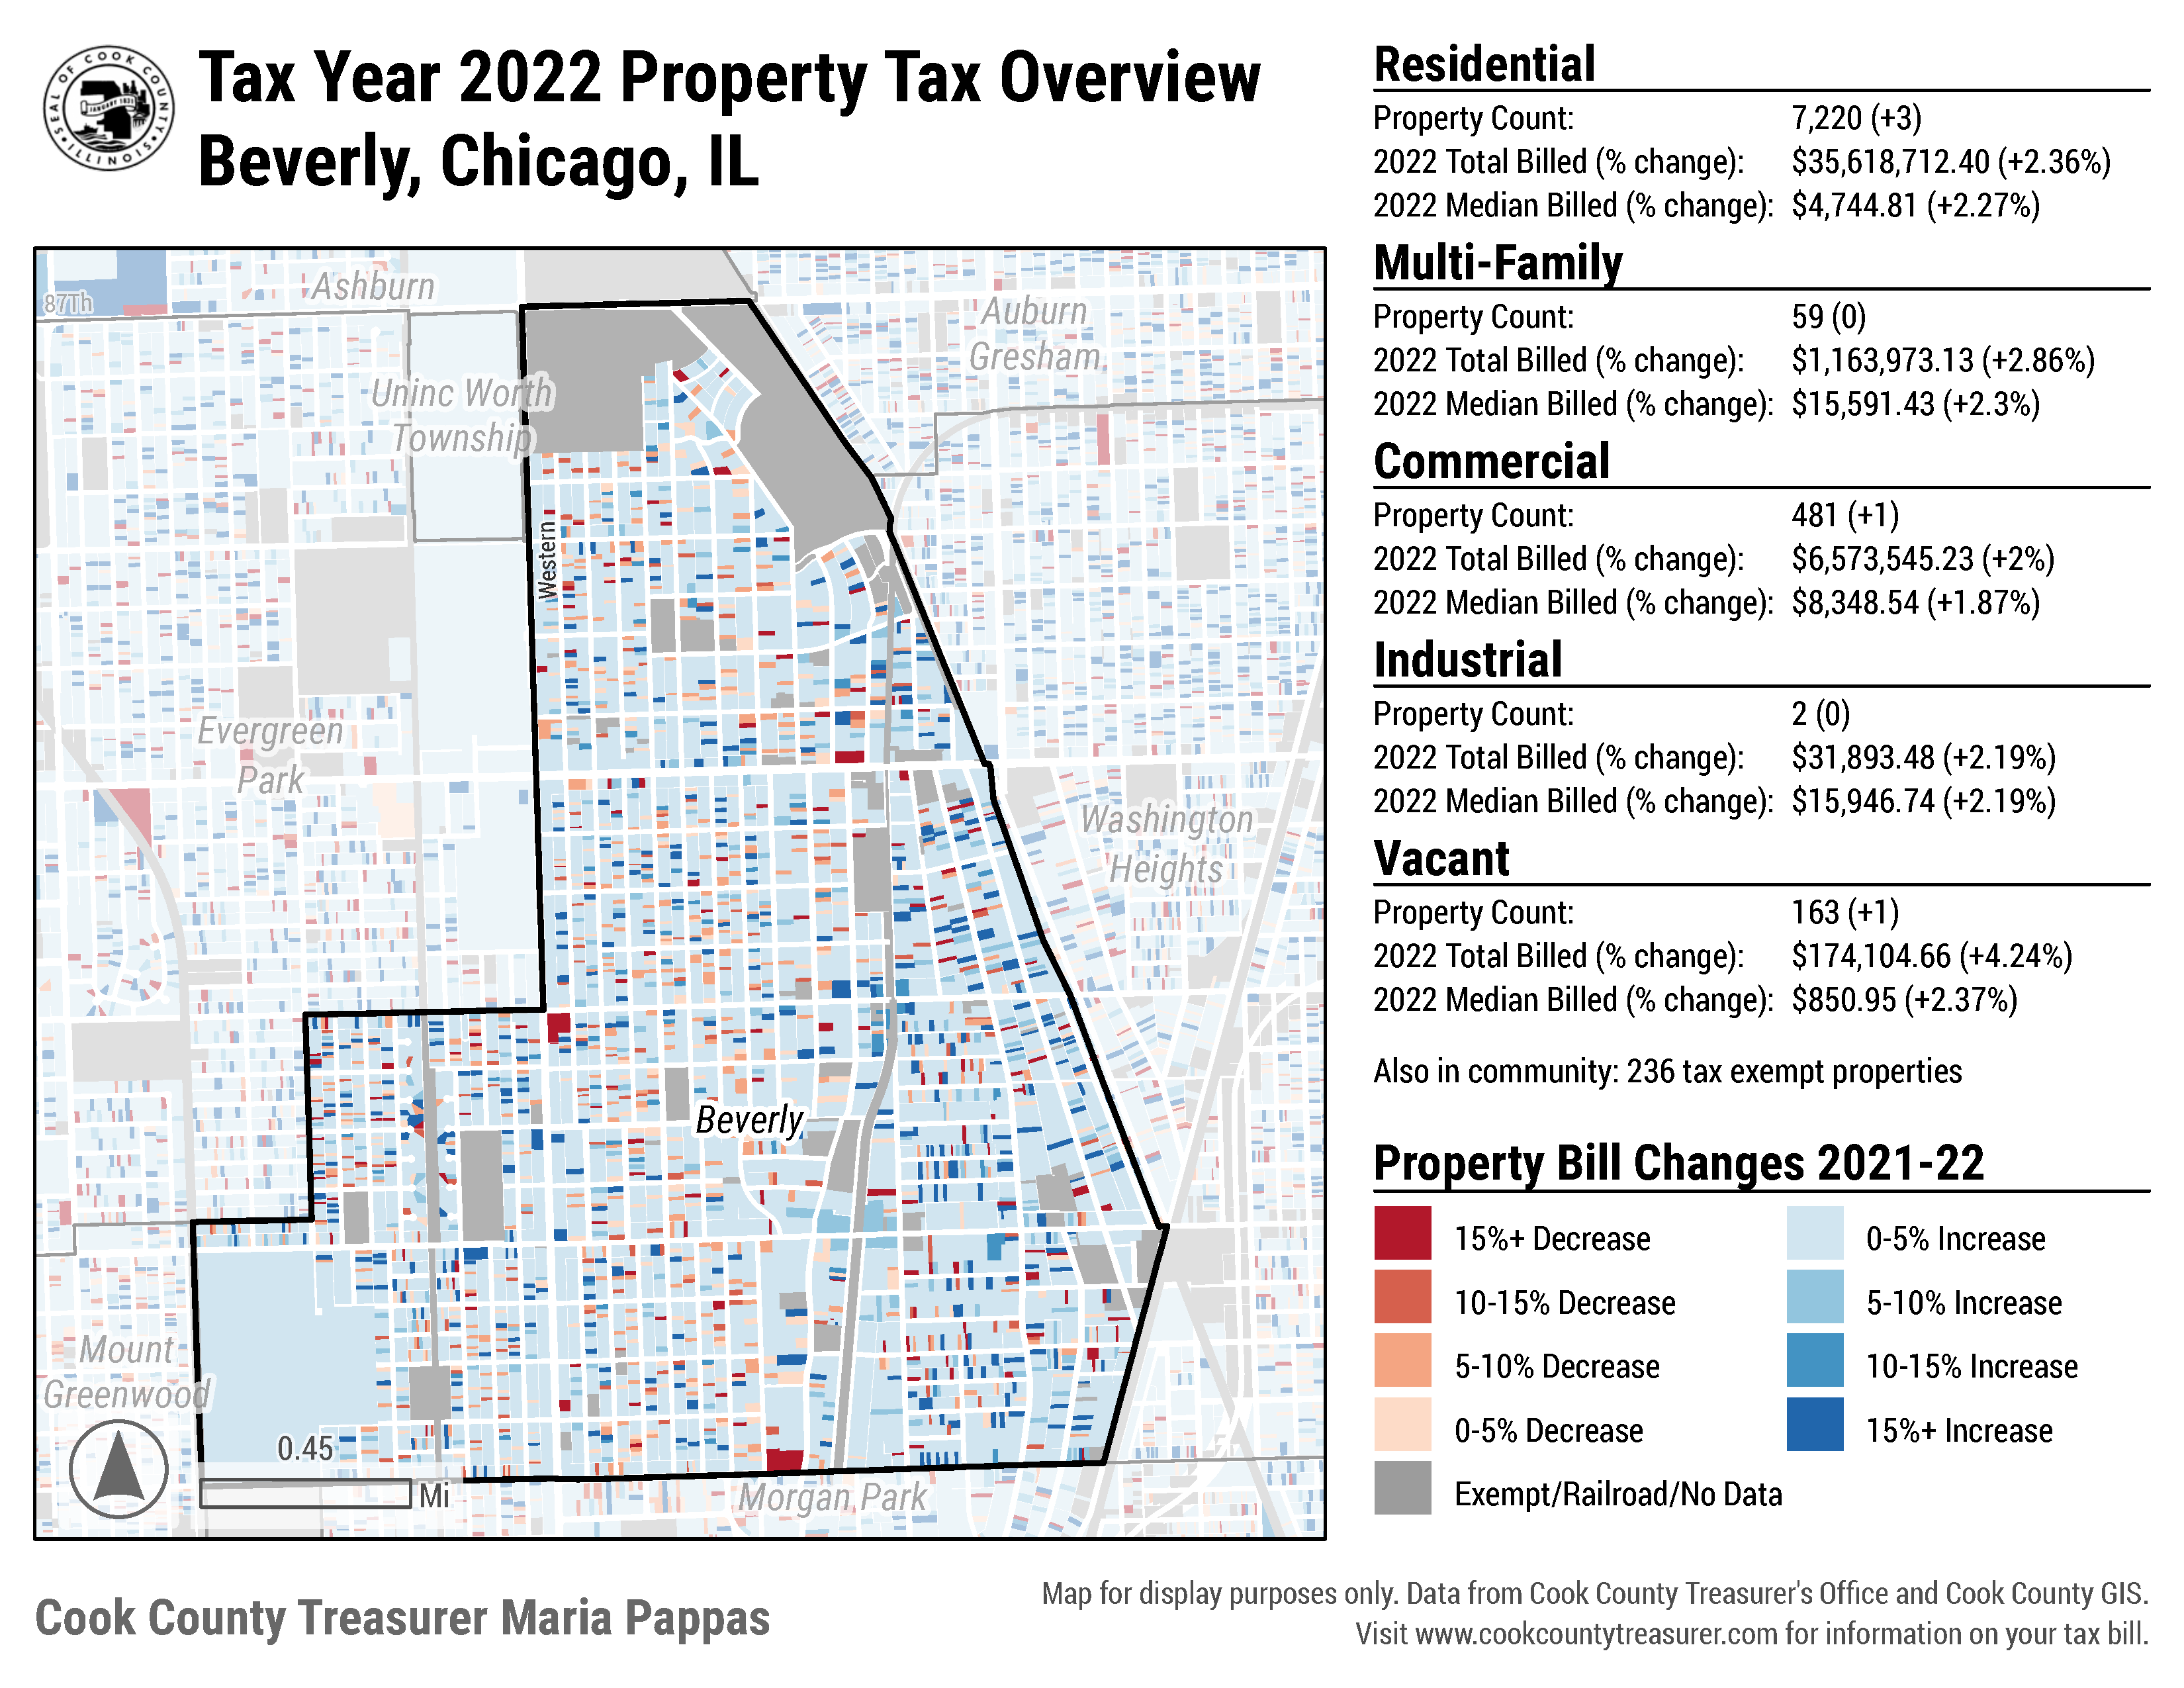 SEAL OF COOK COUNTY
ILLINOIS
JANUARY 1831
Tax Year 2022 Property Tax Overview
Beverly, Chicago, IL
87Th
Ashburn
Auburn
Gresham
Uninc Worth
Township
Western
Evergreen
Park
Washington
Heights
Beverly
Mount
Greenwood
0.45
Mi
Morgan Park
Residential
Property Count: 7,220 (+3)
2022 Total Billed (% change): $35,618,712.40 (+2.36%)
2022 Median Billed (% change): $4,744.81 (+2.27%)
Multi-Family
Property Count: 59 (0)
2022 Total Billed (% change): $1,163,973.13 (+2.86%)
2022 Median Billed (% change): $15,591.43 (+2.3%)
Commercial
Property Count: 481 (+1)
2022 Total Billed (% change): $6,573,545.23 (+2%)
2022 Median Billed (% change): $8,348.54 (+1.87%)
Industrial
Property Count: 2 (0)
2022 Total Billed (% change): $31,893.48 (+2.19%)
2022 Median Billed (% change): $15,946.74 (+2.19%)
Vacant
Property Count: 163 (+1)
2022 Total Billed (% change): $174,104.66 (+4.24%)
2022 Median Billed (% change): $850.95 (+2.37%)
Also in community: 236 tax exempt properties
Property Bill Changes 2021-22
15%+ Decrease
0-5% Increase
10-15% Decrease
5-10% Increase
5-10% Decrease
10-15% Increase
0-5% Decrease
15%+ Increase
Exempt/Railroad/No Data
Cook County Treasurer Maria Pappas
Map for display purposes only. Data from Cook County Treasurer's Office and Cook County GIS.
Visit www.cookcountytreasurer.com for information on your tax bill.